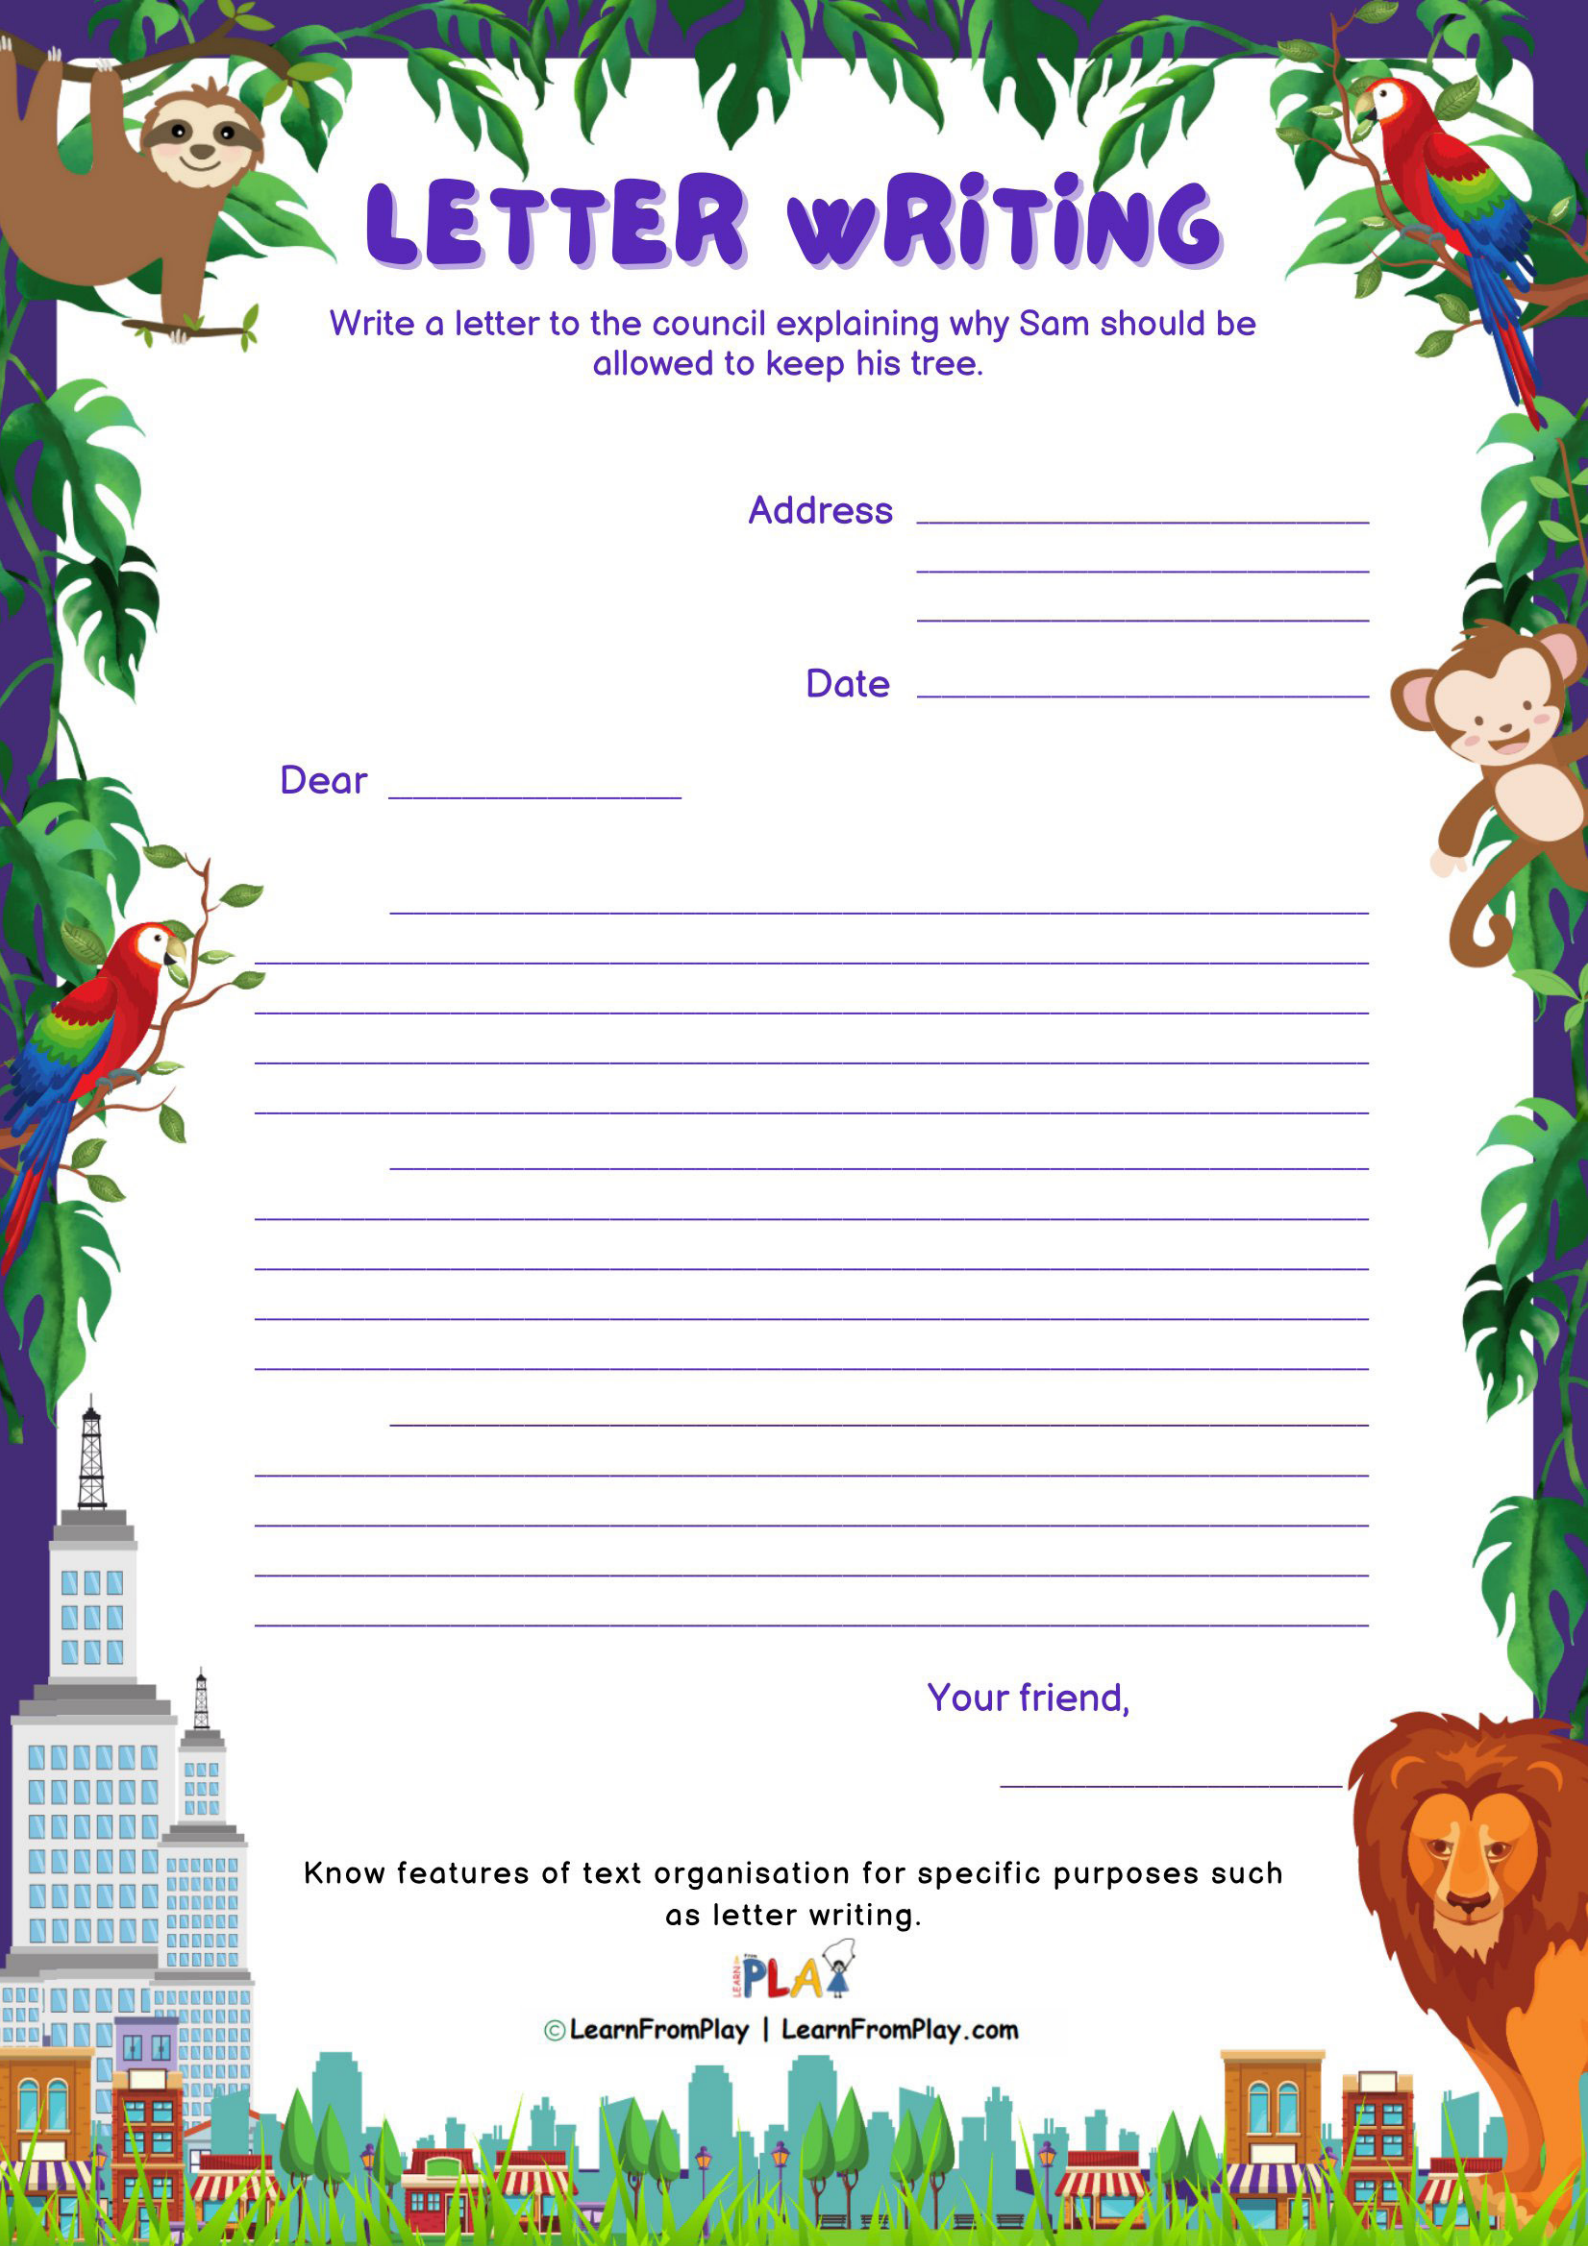 LETTER WRiTiNG
Write a letter to the council explaining why Sam should be
allowed to keep his tree.
Address
Date
Dear
Your friend,
Know features of text organisation for specific purposes such
as letter writing.
LEARN From PLAY
© LearnFromPlay | LearnFromPlay.com